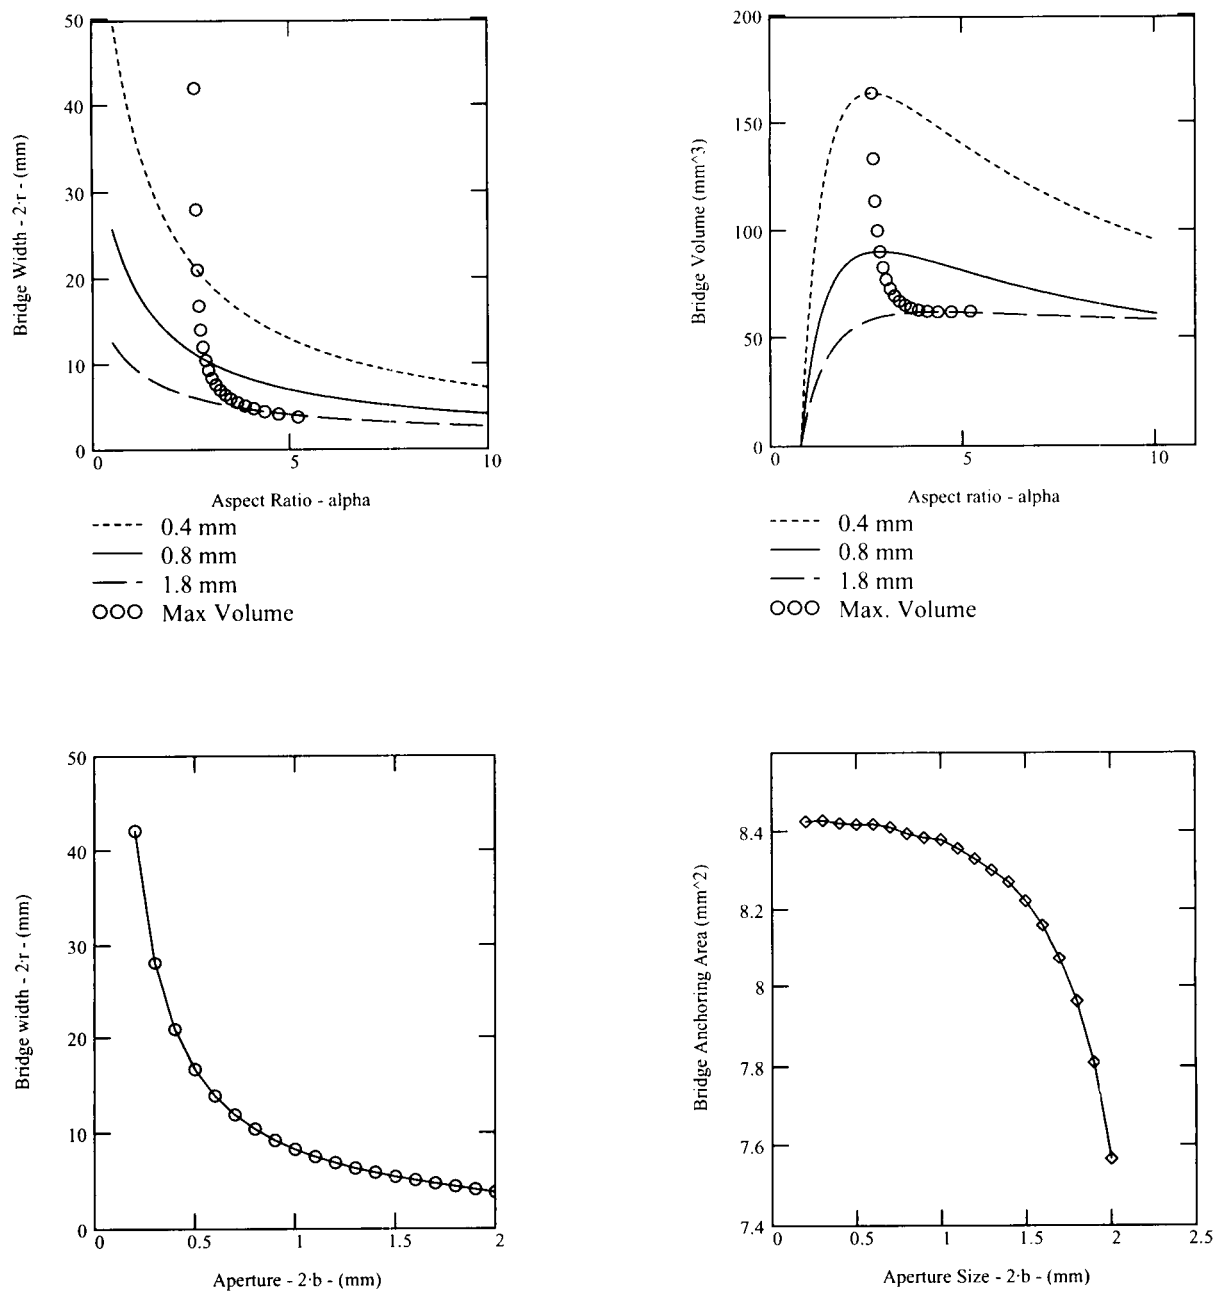 50
40
30
20
10
0
Bridge Width - 2·r - (mm)
0
5
10
Aspect Ratio - alpha
0.4 mm
0.8 mm
1.8 mm
Max Volume
200
150
100
50
0
Bridge Volume (mm^3)
0
5
10
Aspect ratio - alpha
0.4 mm
0.8 mm
1.8 mm
Max. Volume
50
40
30
20
10
0
Bridge width - 2·r - (mm)
0
0.5
1
1.5
2
Aperture - 2·b - (mm)
8.4
8.2
8
7.8
7.6
7.4
Bridge Anchoring Area (mm^2)
0
0.5
1
1.5
2
2.5
Aperture Size - 2·b - (mm)